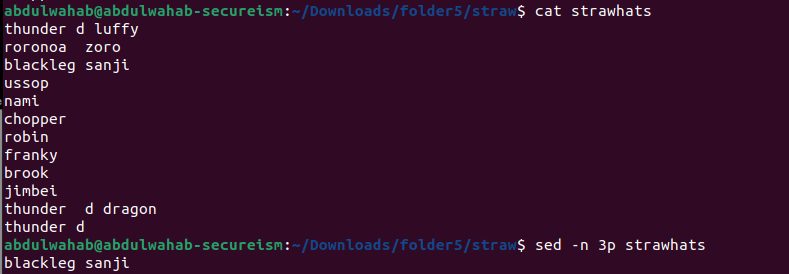 abdulwahab@abdulwahab-secureism:~/Downloads/folder5/straw$ cat strawhats
thunder d luffy
roronoa  zoro
blackleg sanji
ussop
nami
chopper
robin
franky
brook
jimbei
thunder  d dragon
thunder d
abdulwahab@abdulwahab-secureism:~/Downloads/folder5/straw$ sed -n 3p strawhats
blackleg sanji